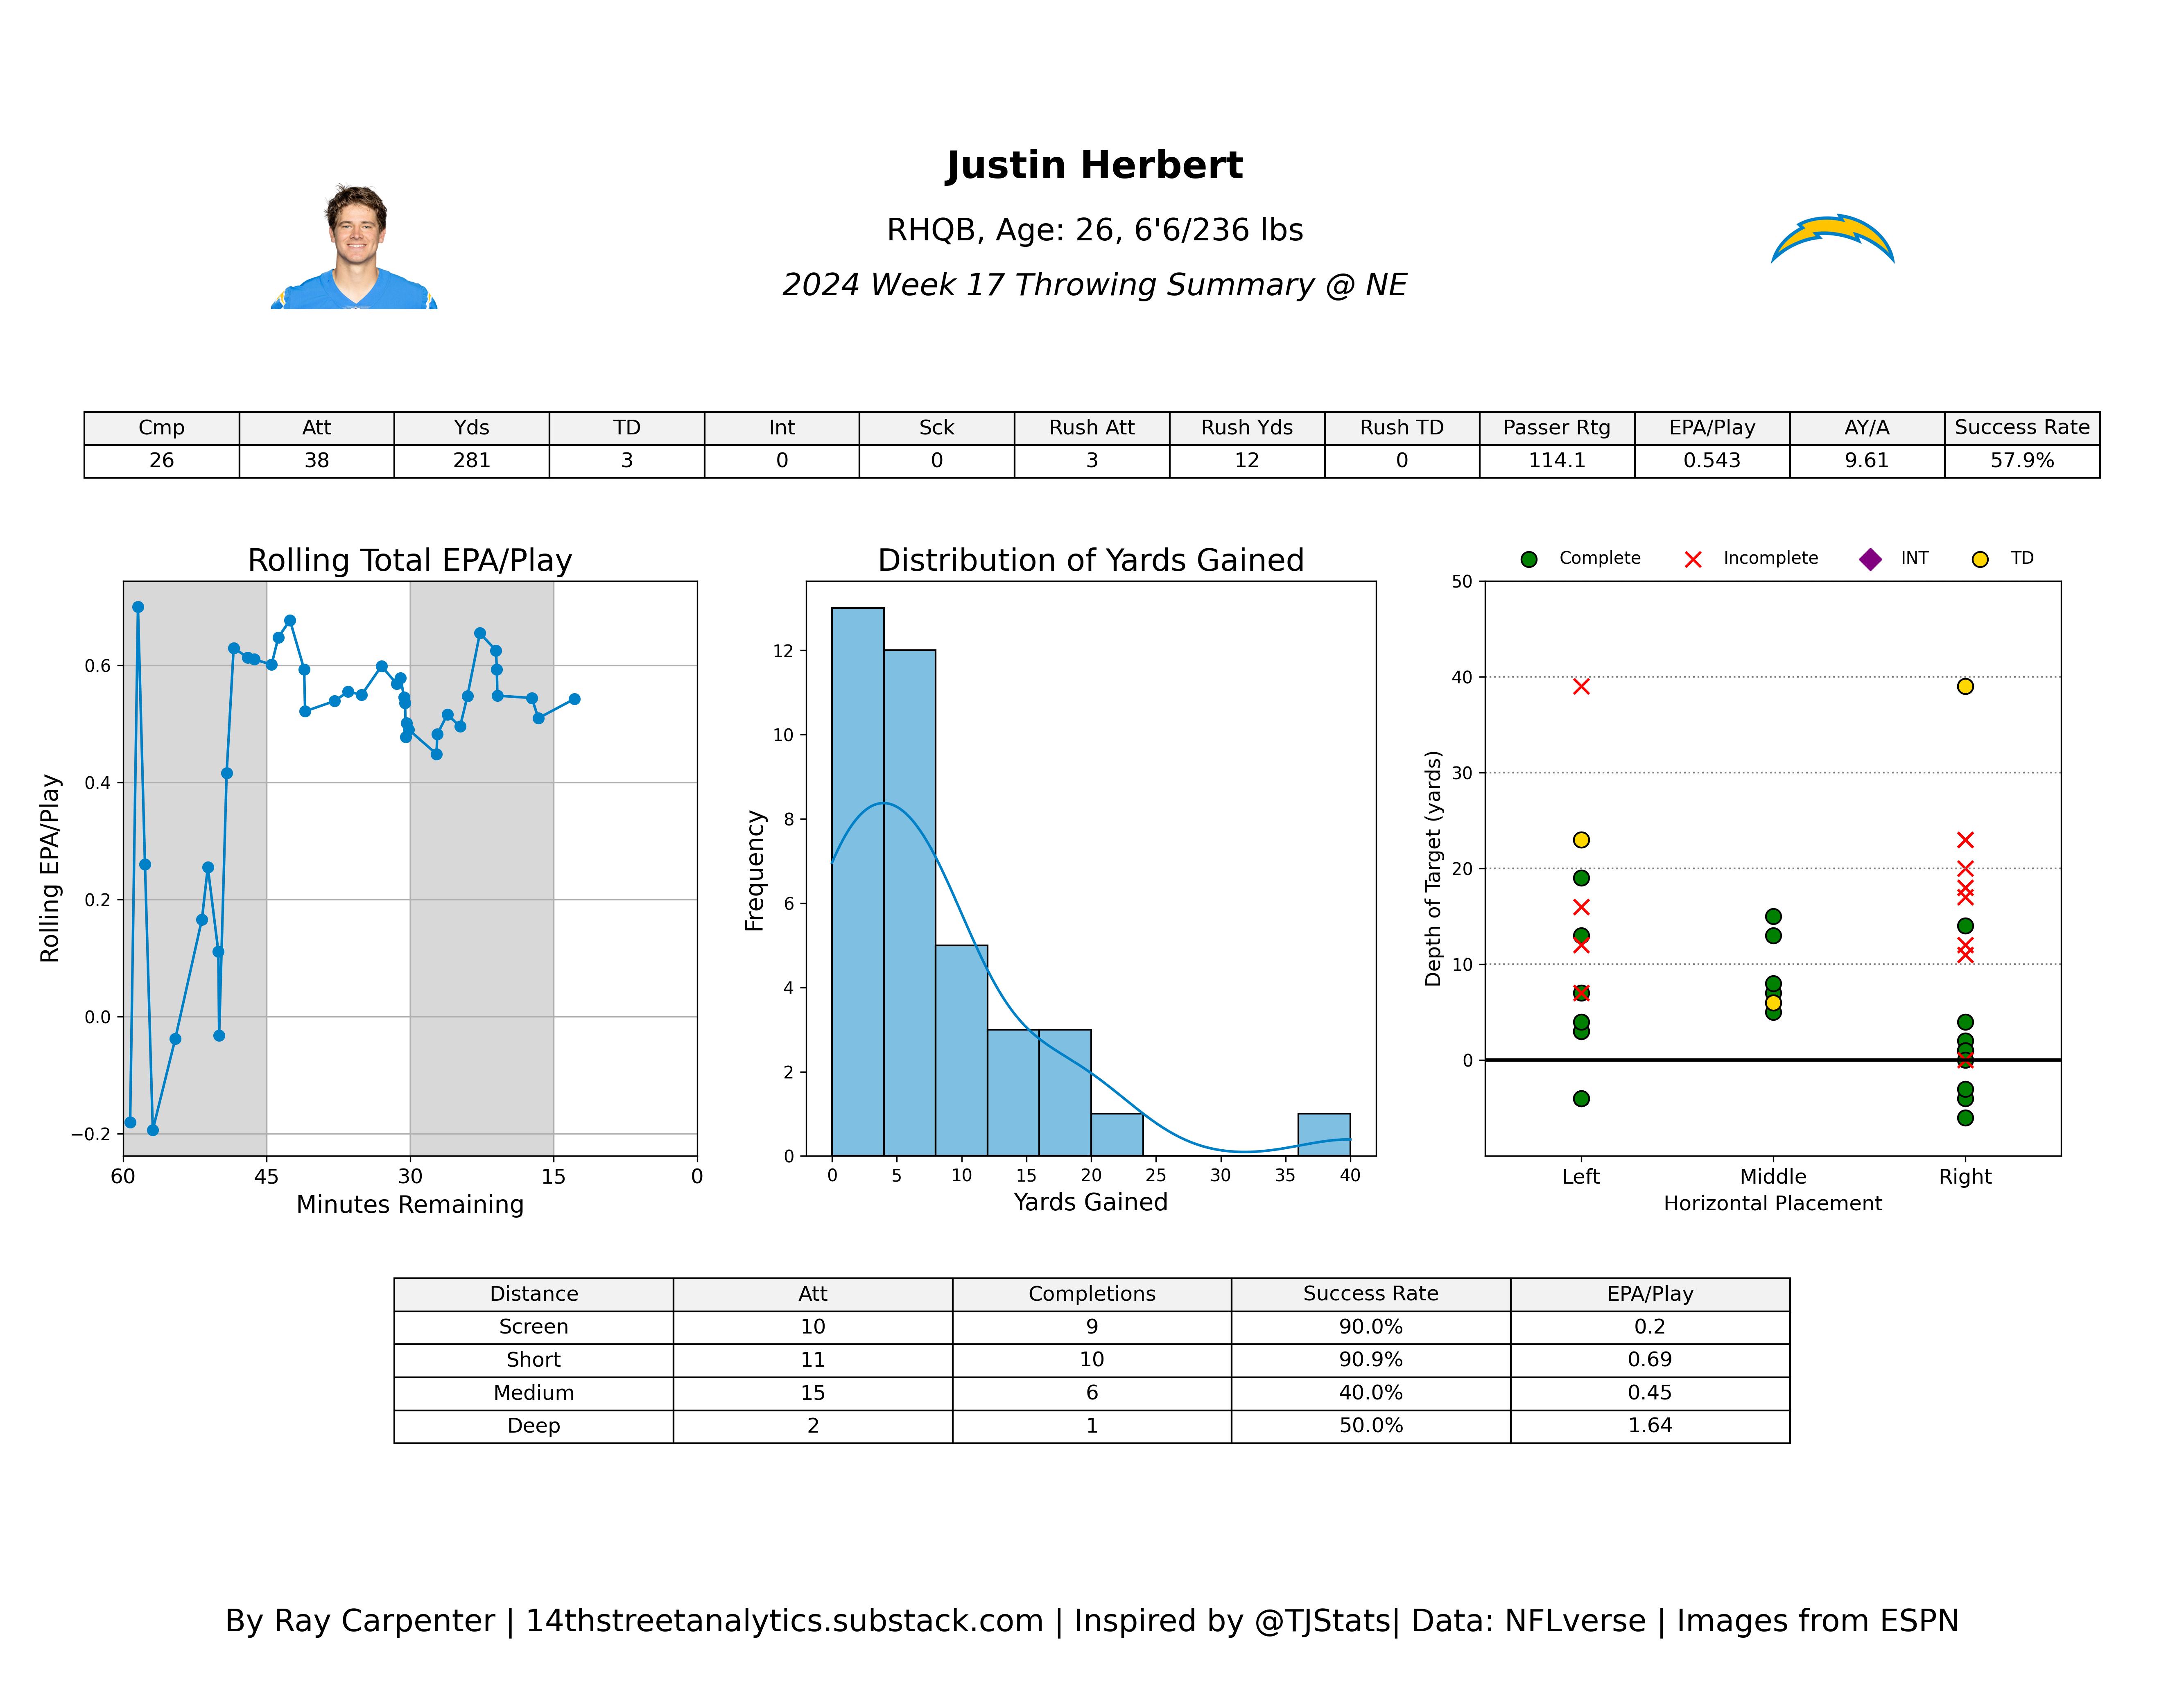 Justin Herbert
RHQB, Age: 26, 6'6/236 lbs
2024 Week 17 Throwing Summary @ NE
Cmp Att Yds TD Int Sck Rush Att Rush Yds Rush TD Passer Rtg EPA/Play AY/A Success Rate
26 38 281 3 0 0 3 12 0 114.1 0.543 9.61 57.9%
Rolling Total EPA/Play
0.6
0.4
0.2
0.0
−0.2
Rolling EPA/Play
60 45 30 15 0
Minutes Remaining
Distribution of Yards Gained
12
10
8
6
4
2
0
Frequency
0 5 10 15 20 25 30 35 40
Yards Gained
Complete Incomplete INT TD
50
40
30
20
10
0
Depth of Target (yards)
Left Middle Right
Horizontal Placement
Distance Att Completions Success Rate EPA/Play
Screen 10 9 90.0% 0.2
Short 11 10 90.9% 0.69
Medium 15 6 40.0% 0.45
Deep 2 1 50.0% 1.64
By Ray Carpenter | 14thstreetanalytics.substack.com | Inspired by @TJStats| Data: NFLverse | Images from ESPN